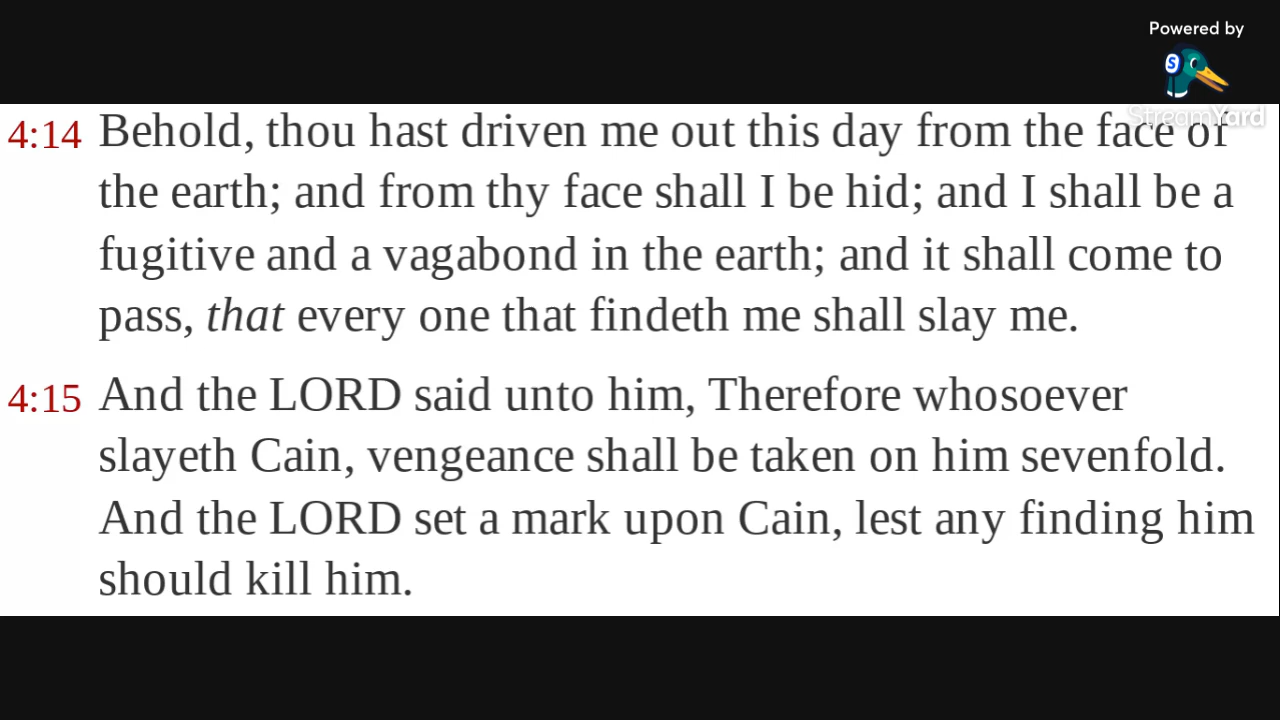 Powered by
S
StreamYard
4:14 Behold, thou hast driven me out this day from the face of
the earth; and from thy face shall I be hid; and I shall be a
fugitive and a vagabond in the earth; and it shall come to
pass, that every one that findeth me shall slay me.
4:15 And the LORD said unto him, Therefore whosoever
slayeth Cain, vengeance shall be taken on him sevenfold.
And the LORD set a mark upon Cain, lest any finding him
should kill him.